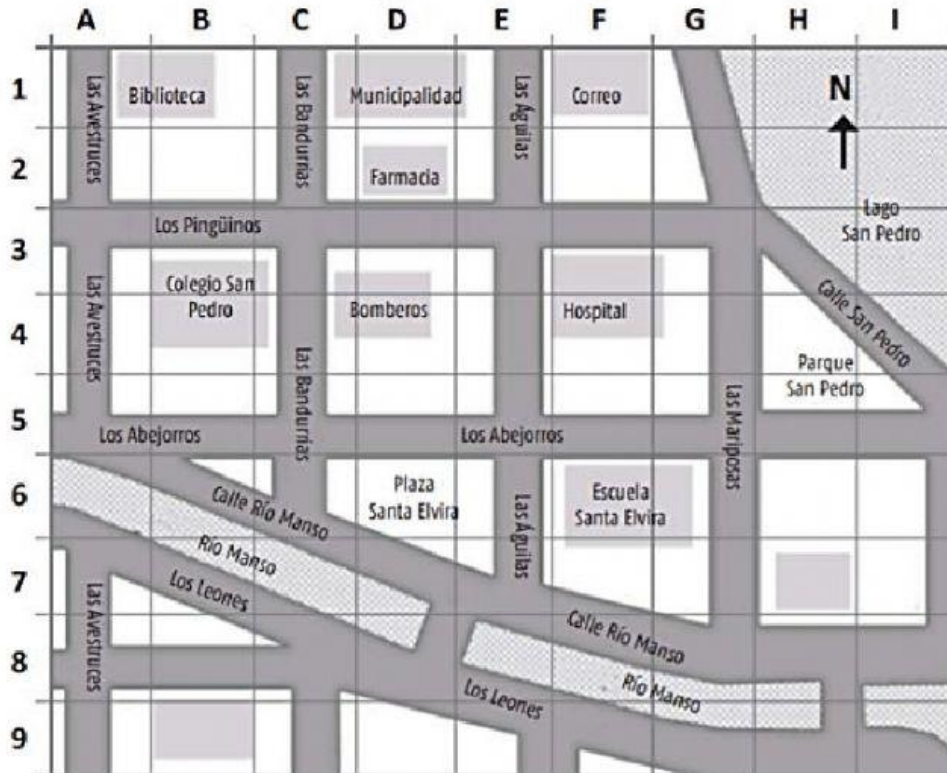 A B C D E F G H I
1
Las Avestruces
Biblioteca
Las Bandurrias
Municipalidad
Las Águilas
Correo
N
2
Farmacia
Los Pingüinos
Lago
San Pedro
3
Las Avestruces
Colegio San
Pedro
Calle San Pedro
4
Bomberos
Hospital
Las Bandurrias
Parque
San Pedro
5
Los Abejorros
Los Abejorros
Las Mariposas
6
Calle Río Manso
Plaza
Santa Elvira
Las Águilas
Escuela
Santa Elvira
7
Río Manso
Los Leones
Las Avestruces
Calle Río Manso
8
Los Leones
Río Manso
9